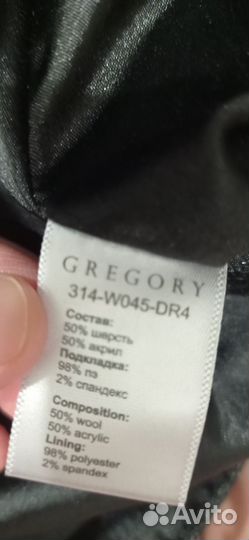 GREGORY
314-W045-DR4
Состав:
50% шерсть
50% акрил
Подкладка:
98% пэ
2% спандекс
Composition:
50% wool
50% acrylic
Lining:
98% polyester
2% spandex
Avito